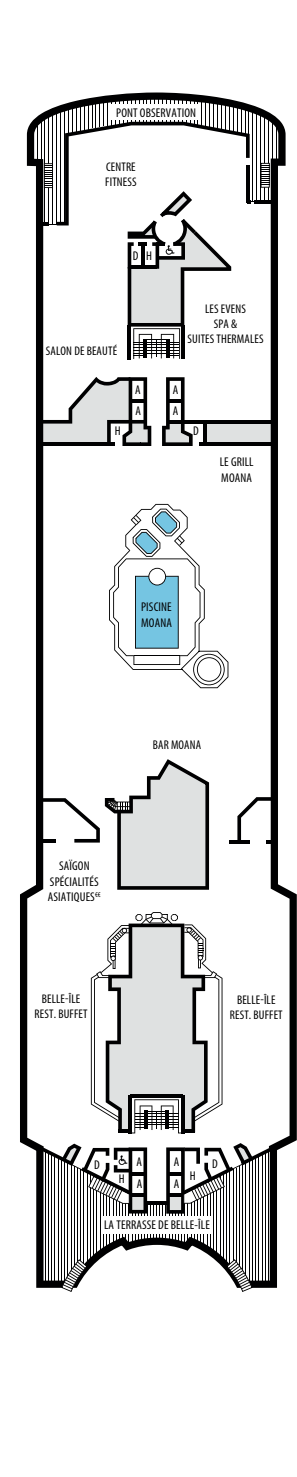 PONT OBSERVATION
CENTRE
FITNESS
D H
LES EVENS
SPA &
SUITES THERMALES
SALON DE BEAUTÉ
A A
A A
H D
LE GRILL
MOANA
PISCINE
MOANA
BAR MOANA
SAÏGON
SPÉCIALITÉS
ASIATIQUES€€
BELLE-ÎLE
REST. BUFFET
BELLE-ÎLE
REST. BUFFET
D A A D
H A A H
LA TERRASSE DE BELLE-ÎLE